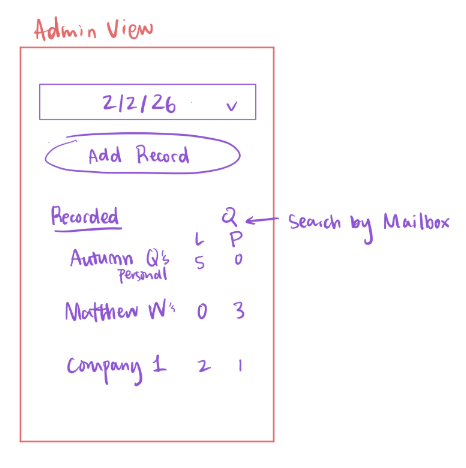 Admin View
2/2/26 v
Add Record
Recorded
Search by Mailbox
L P
Autumn Q's 5 0
Personal
Matthew W's 0 3
Company 1 2 1